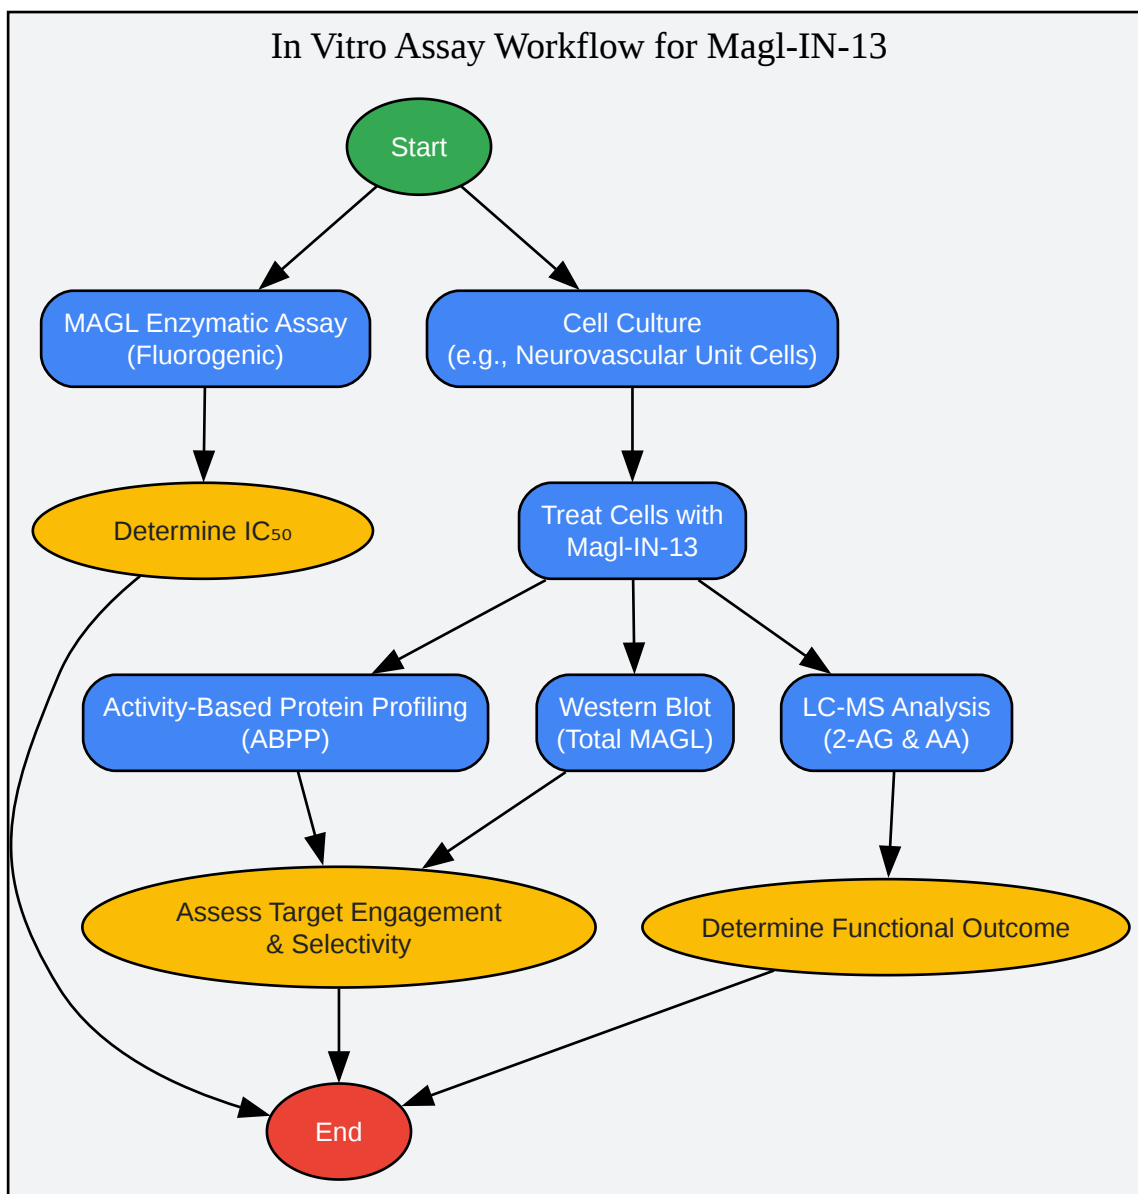 In Vitro Assay Workflow for Magl-IN-13
Start
MAGL Enzymatic Assay
(Fluorogenic)
Cell Culture
(e.g., Neurovascular Unit Cells)
Determine IC₅₀
Treat Cells with
Magl-IN-13
Activity-Based Protein Profiling
(ABPP)
Western Blot
(Total MAGL)
LC-MS Analysis
(2-AG & AA)
Assess Target Engagement
& Selectivity
Determine Functional Outcome
End